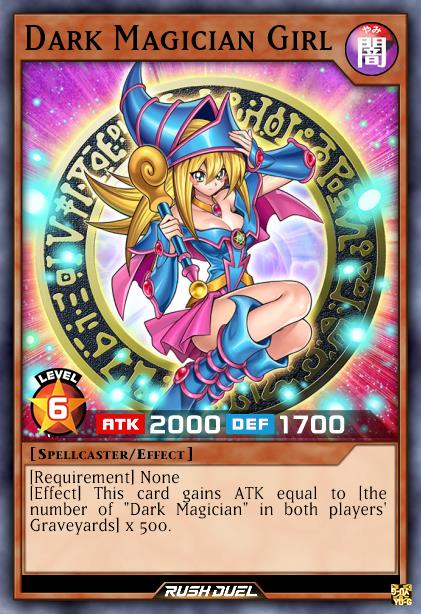 Dark Magician Girl
やみ
闇
LEVEL
6
ATK 2000 DEF 1700
[Spellcaster/Effect]
[Requirement] None
[Effect] This card gains ATK equal to [the
number of "Dark Magician" in both players'
Graveyards] x 500.
RUSH DUEL